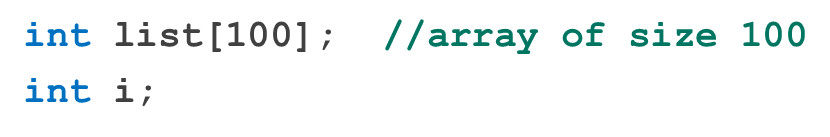 int list[100];  //array of size 100
int i;